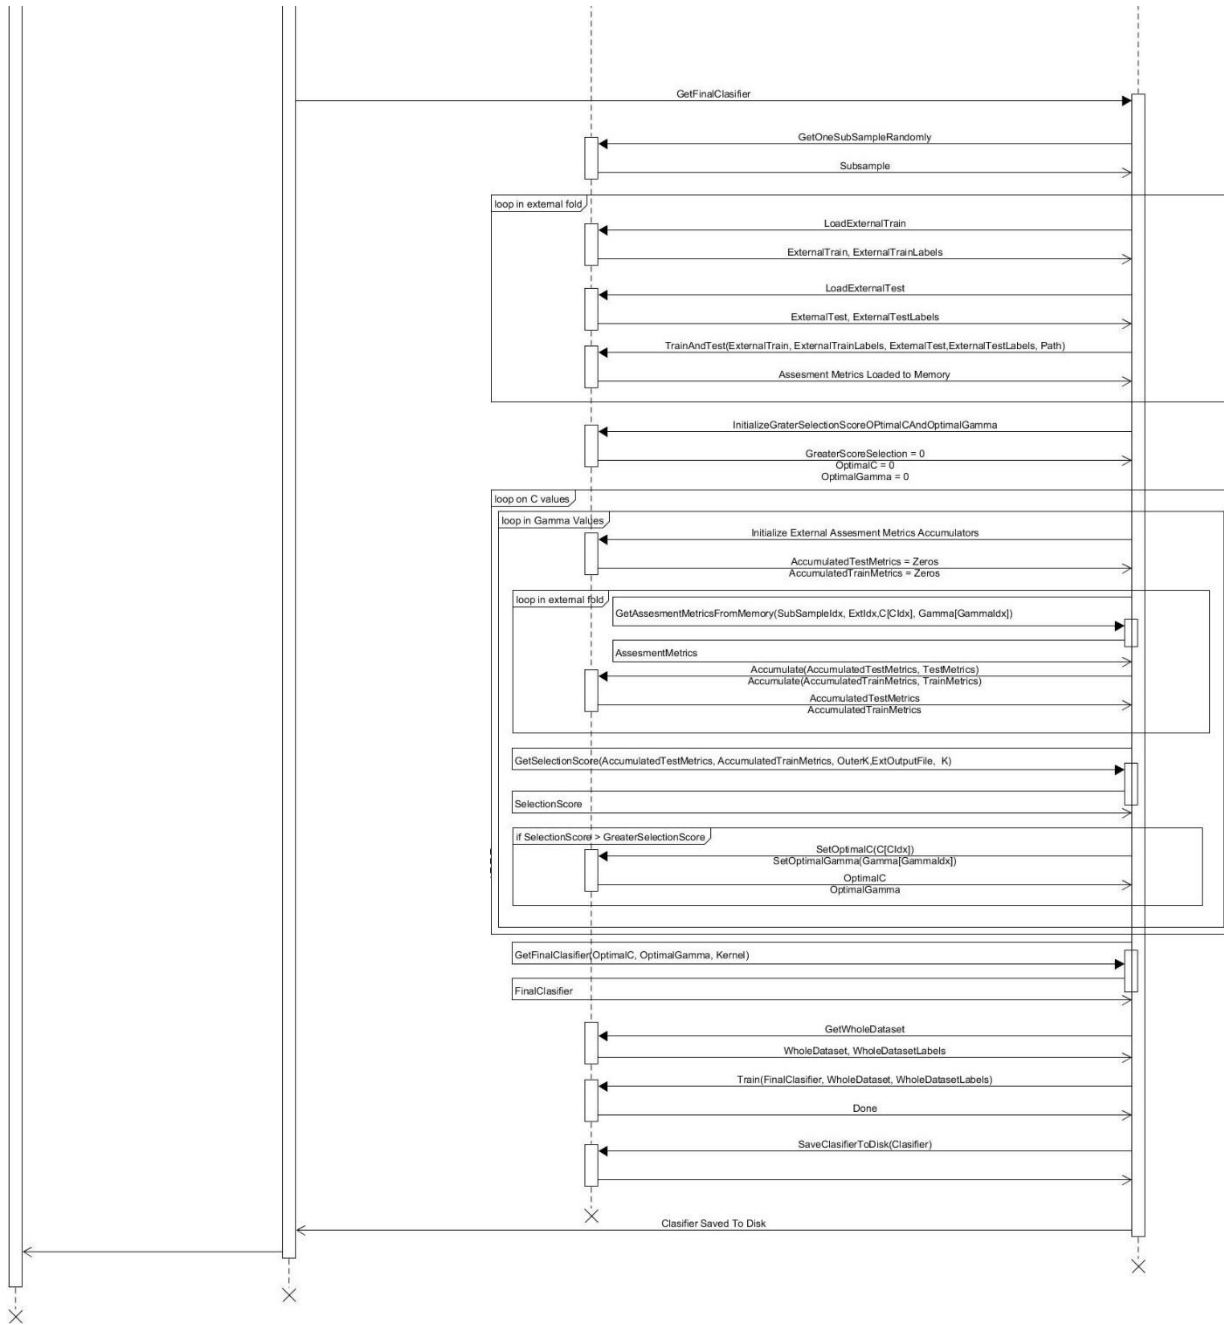 GetFinalClasifier
GetOneSubSampleRandomly
Subsample
loop in external fold
LoadExternalTrain
ExternalTrain, ExternalTrainLabels
LoadExternalTest
ExternalTest, ExternalTestLabels
TrainAndTest(ExternalTrain, ExternalTrainLabels, ExternalTest,ExternalTestLabels, Path)
Assesment Metrics Loaded to Memory
InitializeGraterSelectionScoreOPtimalCAndOptimalGamma
GreaterScoreSelection = 0
OptimalC = 0
OptimalGamma = 0
loop on C values
loop in Gamma Values
Initialize External Assesment Metrics Accumulators
AccumulatedTestMetrics = Zeros
AccumulatedTrainMetrics = Zeros
loop in external fold
GetAssesmentMetricsFromMemory(SubSampleIdx, ExtIdx,C[CIdx], Gamma[GammaIdx])
AssesmentMetrics
Accumulate(AccumulatedTestMetrics, TestMetrics)
Accumulate(AccumulatedTrainMetrics, TrainMetrics)
AccumulatedTestMetrics
AccumulatedTrainMetrics
GetSelectionScore(AccumulatedTestMetrics, AccumulatedTrainMetrics, OuterK,ExtOutputFile, K)
SelectionScore
if SelectionScore > GreaterSelectionScore
SetOptimalC(C[CIdx])
SetOptimalGamma(Gamma[GammaIdx])
OptimalC
OptimalGamma
GetFinalClasifier(OptimalC, OptimalGamma, Kernel)
FinalClasifier
GetWholeDataset
WholeDataset, WholeDatasetLabels
Train(FinalClasifier, WholeDataset, WholeDatasetLabels)
Done
SaveClasifierToDisk(Clasifier)
Clasifier Saved To Disk